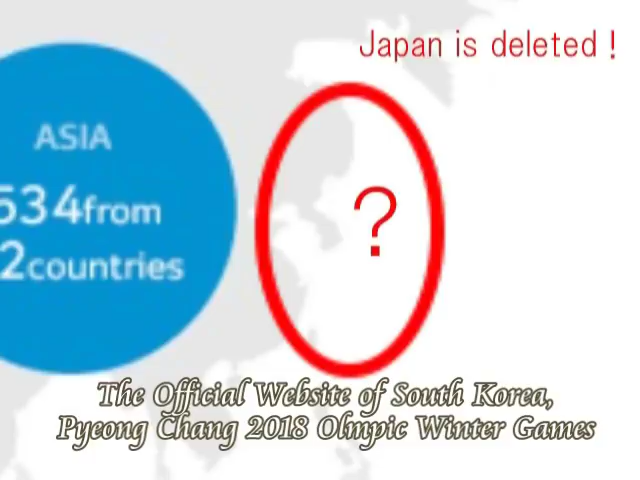 Japan is deleted !
ASIA
534from
2countries
?
The Official Website of South Korea,
Pyeong Chang 2018 Olmpic Winter Games